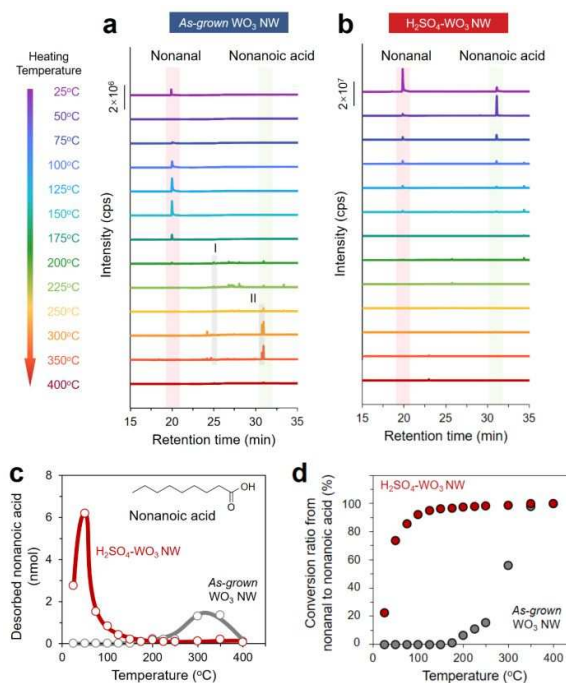 a
As-grown WO₃ NW
b
H₂SO₄-WO₃ NW
Heating
Temperature
25°C
50°C
75°C
100°C
125°C
150°C
175°C
200°C
225°C
250°C
300°C
350°C
400°C
Nonanal
Nonanoic acid
2×10⁶
Intensity (cps)
I
II
15 20 25 30 35
Retention time (min)
Nonanal
Nonanoic acid
2×10⁷
Intensity (cps)
15 20 25 30 35
Retention time (min)
c
Desorbed nonanoic acid
(nmol)
8
6
4
2
0
OH
O
Nonanoic acid
H₂SO₄-WO₃ NW
As-grown
WO₃ NW
0 100 200 300 400
Temperature (°C)
d
Conversion ratio from
nonanal to nonanoic acid (%)
H₂SO₄-WO₃ NW
100
80
60
40
20
0
As-grown
WO₃ NW
0 100 200 300 400
Temperature (°C)